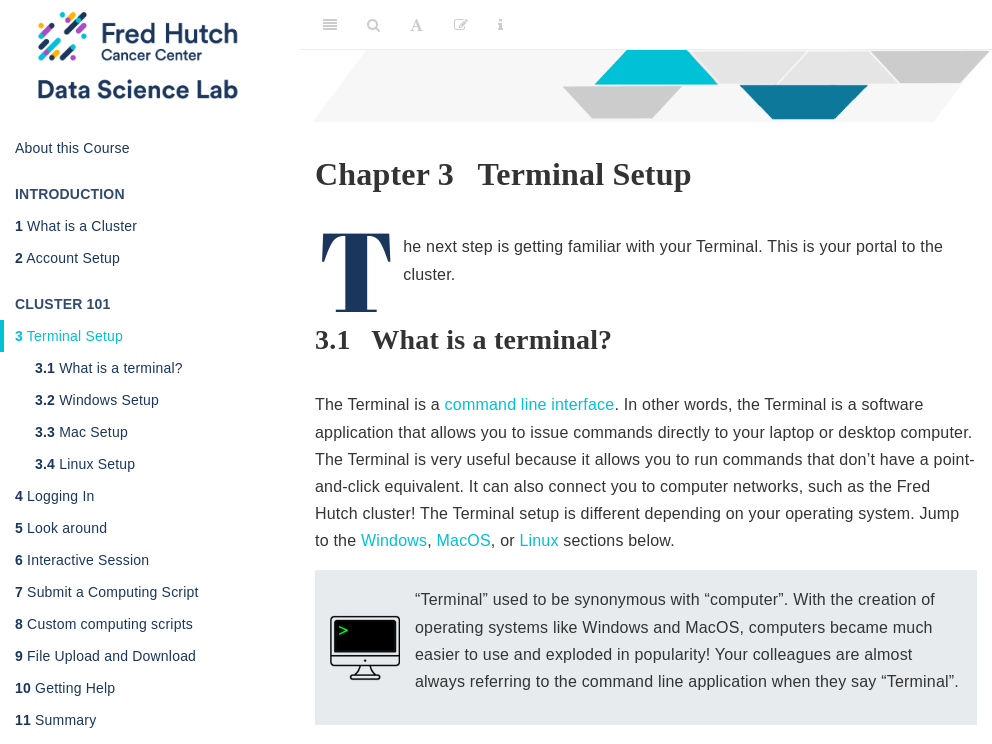 Fred Hutch
Cancer Center
Data Science Lab
About this Course
INTRODUCTION
1 What is a Cluster
2 Account Setup
CLUSTER 101
3 Terminal Setup
3.1 What is a terminal?
3.2 Windows Setup
3.3 Mac Setup
3.4 Linux Setup
4 Logging In
5 Look around
6 Interactive Session
7 Submit a Computing Script
8 Custom computing scripts
9 File Upload and Download
10 Getting Help
11 Summary
A
i
Chapter 3 Terminal Setup
The next step is getting familiar with your Terminal. This is your portal to the
cluster.
3.1 What is a terminal?
The Terminal is a command line interface. In other words, the Terminal is a software
application that allows you to issue commands directly to your laptop or desktop computer.
The Terminal is very useful because it allows you to run commands that don’t have a point-
and-click equivalent. It can also connect you to computer networks, such as the Fred
Hutch cluster! The Terminal setup is different depending on your operating system. Jump
to the Windows, MacOS, or Linux sections below.
>
“Terminal” used to be synonymous with “computer”. With the creation of
operating systems like Windows and MacOS, computers became much
easier to use and exploded in popularity! Your colleagues are almost
always referring to the command line application when they say “Terminal”.